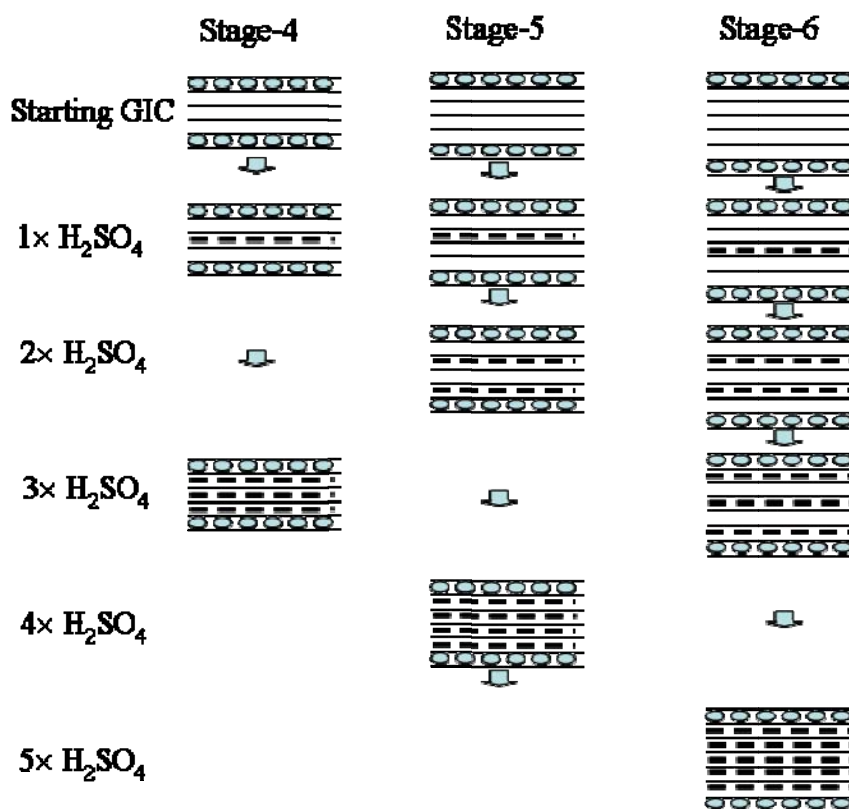 Stage-4 Stage-5 Stage-6
Starting GIC
1× H₂SO₄
2× H₂SO₄
3× H₂SO₄
4× H₂SO₄
5× H₂SO₄